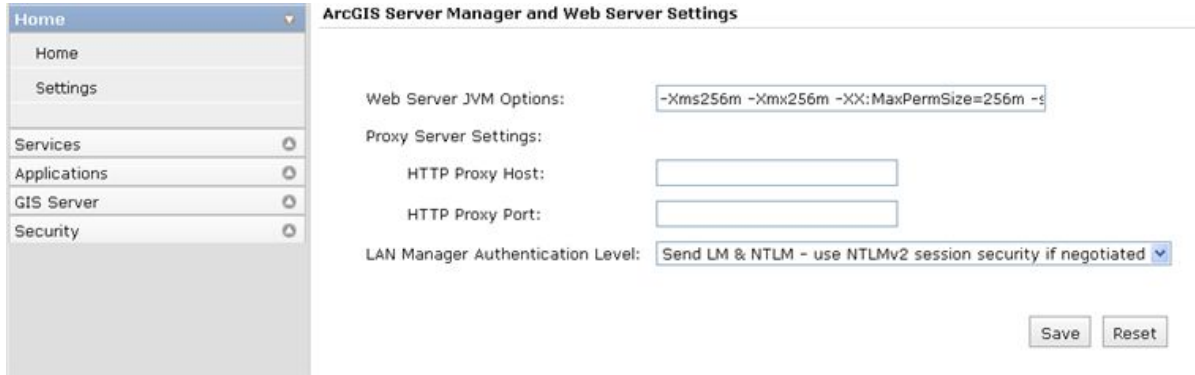 Home
Home
Settings
Services
Applications
GIS Server
Security
ArcGIS Server Manager and Web Server Settings
Web Server JVM Options: -Xms256m -Xmx256m -XX:MaxPermSize=256m -s
Proxy Server Settings:
HTTP Proxy Host:
HTTP Proxy Port:
LAN Manager Authentication Level: Send LM & NTLM - use NTLMv2 session security if negotiated
Save Reset